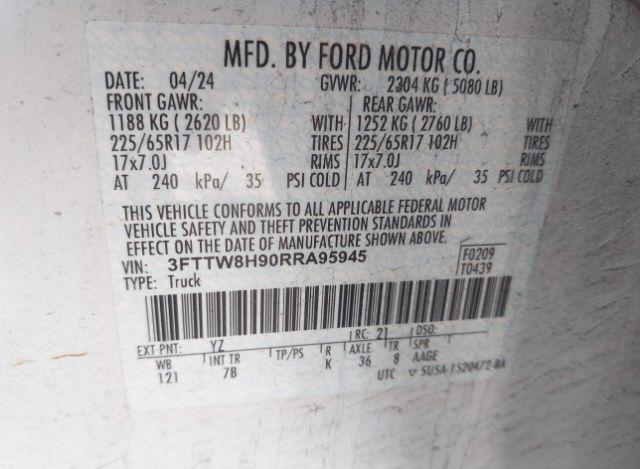 MFD. BY FORD MOTOR CO.
DATE: 04/24 GVWR: 2304 KG ( 5080 LB)
FRONT GAWR: REAR GAWR:
1188 KG ( 2620 LB) WITH 1252 KG ( 2760 LB) WITH
225/65R17 102H TIRES 225/65R17 102H TIRES
17x7.0J RIMS 17x7.0J RIMS
AT 240 kPa/ 35 PSI COLD AT 240 kPa/ 35 PSI COLD
THIS VEHICLE CONFORMS TO ALL APPLICABLE FEDERAL MOTOR
VEHICLE SAFETY AND THEFT PREVENTION STANDARDS IN
EFFECT ON THE DATE OF MANUFACTURE SHOWN ABOVE.
VIN: 3FTTW8H90RRA95945 F0209
TYPE: Truck T0439
EXT PNT: YZ RC: 21 DSO:
WB INT TR TP/PS R AXLE TR SPR
121 7B K 36 8 AAGE
UTC ▽ 5U5A-1520472-BA